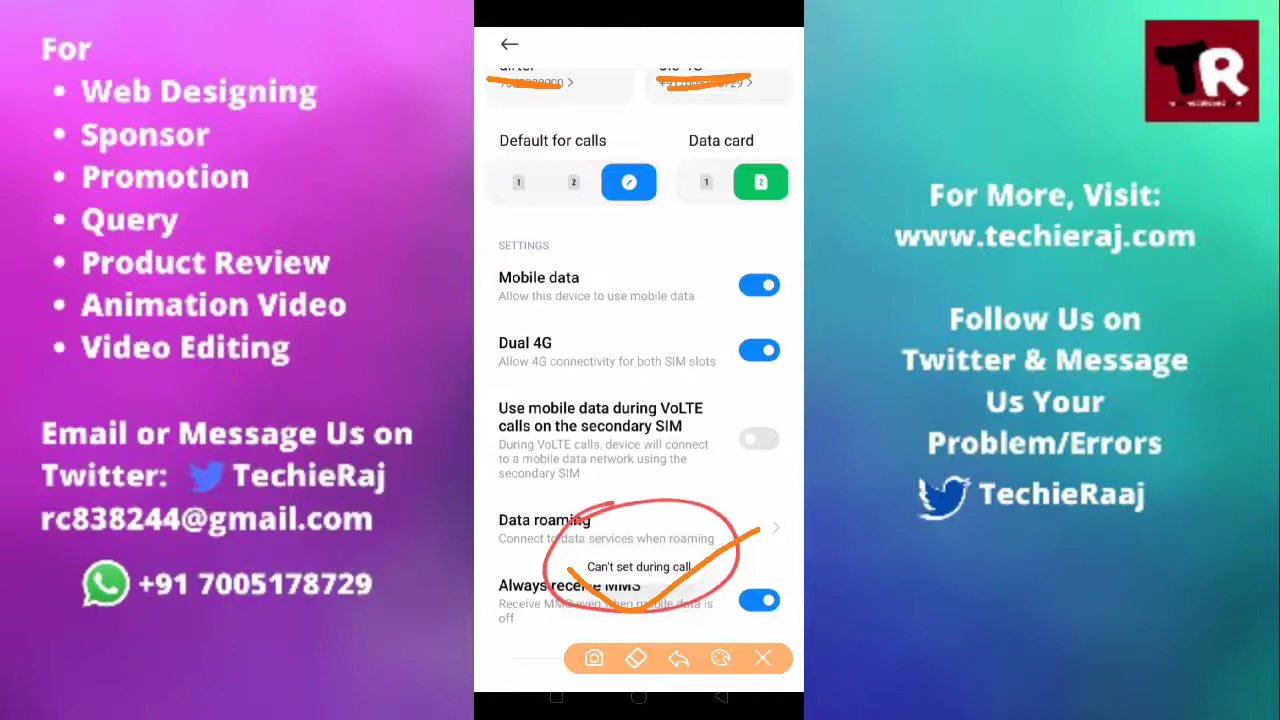 For
Web Designing
Sponsor
Promotion
Query
Product Review
Animation Video
Video Editing
Email or Message Us on
Twitter: TechieRaj
rc838244@gmail.com
+91 7005178729
TR
Default for calls
Data card
1
2
1
2
SETTINGS
Mobile data
Allow this device to use mobile data
Dual 4G
Allow 4G connectivity for both SIM slots
Use mobile data during VoLTE
calls on the secondary SIM
During VoLTE calls, device will connect
to a mobile data network using the
secondary SIM
Data roaming
Connect to data services when roaming
Can't set during call
Always receive MMS
Receive MMS even when mobile data is
off
For More, Visit:
www.techieraj.com
Follow Us on
Twitter & Message
Us Your
Problem/Errors
TechieRaaj